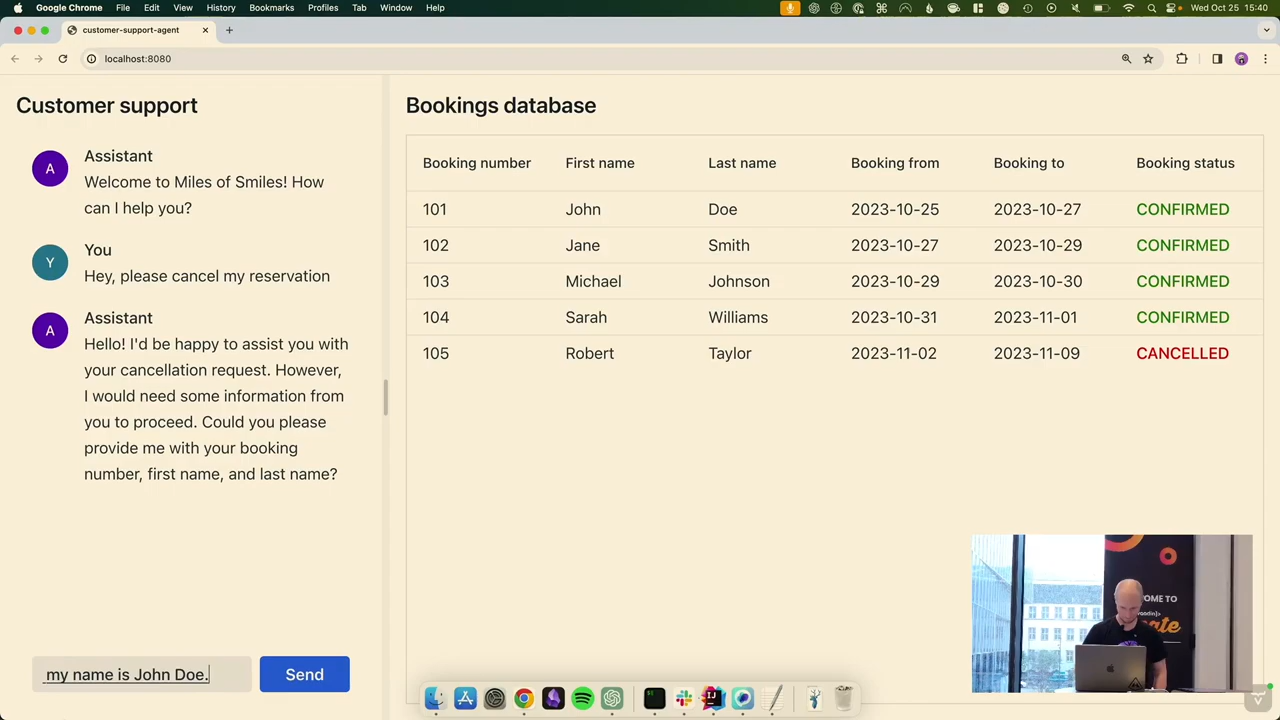 Google Chrome File Edit View History Bookmarks Profiles Tab Window Help Wed Oct 25 15:40
customer-support-agent
localhost:8080
Customer support
A
Assistant
Welcome to Miles of Smiles! How
can I help you?
Y
You
Hey, please cancel my reservation
A
Assistant
Hello! I'd be happy to assist you with
your cancellation request. However,
I would need some information from
you to proceed. Could you please
provide me with your booking
number, first name, and last name?
my name is John Doe.
Send
Bookings database
Booking number First name Last name Booking from Booking to Booking status
101 John Doe 2023-10-25 2023-10-27 CONFIRMED
102 Jane Smith 2023-10-27 2023-10-29 CONFIRMED
103 Michael Johnson 2023-10-29 2023-10-30 CONFIRMED
104 Sarah Williams 2023-10-31 2023-11-01 CONFIRMED
105 Robert Taylor 2023-11-02 2023-11-09 CANCELLED